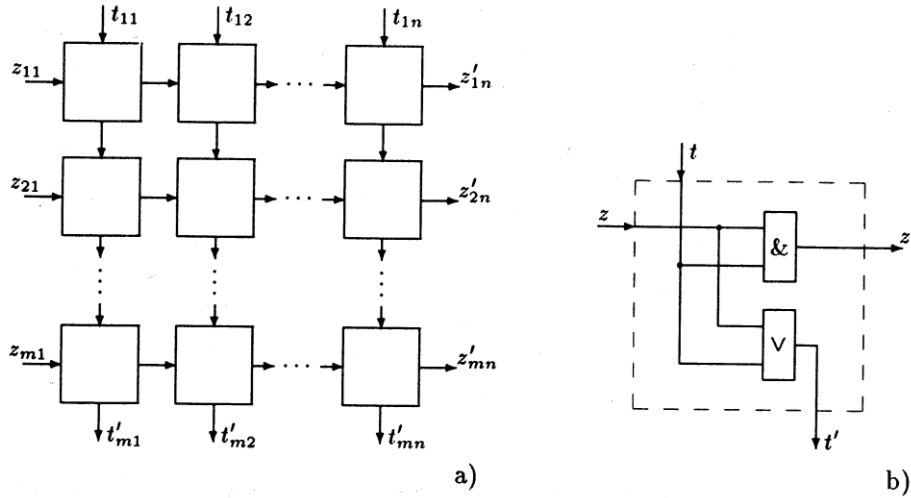 t₁₁ t₁₂ t₁ₙ
z₁₁ · · · z′₁ₙ
z₂₁ · · · z′₂ₙ
zₘ₁ · · · z′ₘₙ
t′ₘ₁ t′ₘ₂ t′ₘₙ
a)
t
z & z
∨
t′
b)